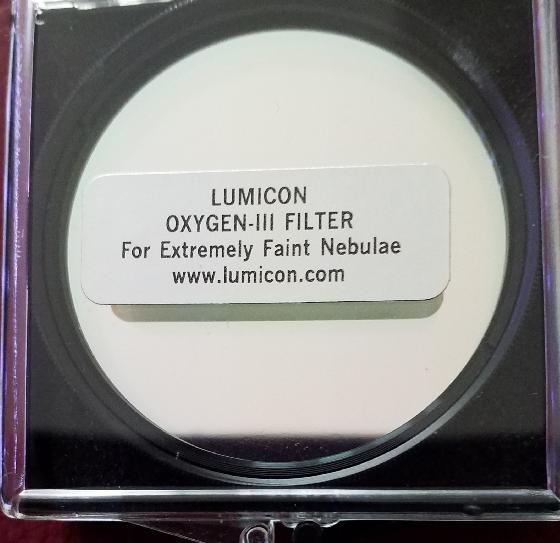 LUMICON
OXYGEN-III FILTER
For Extremely Faint Nebulae
www.lumicon.com